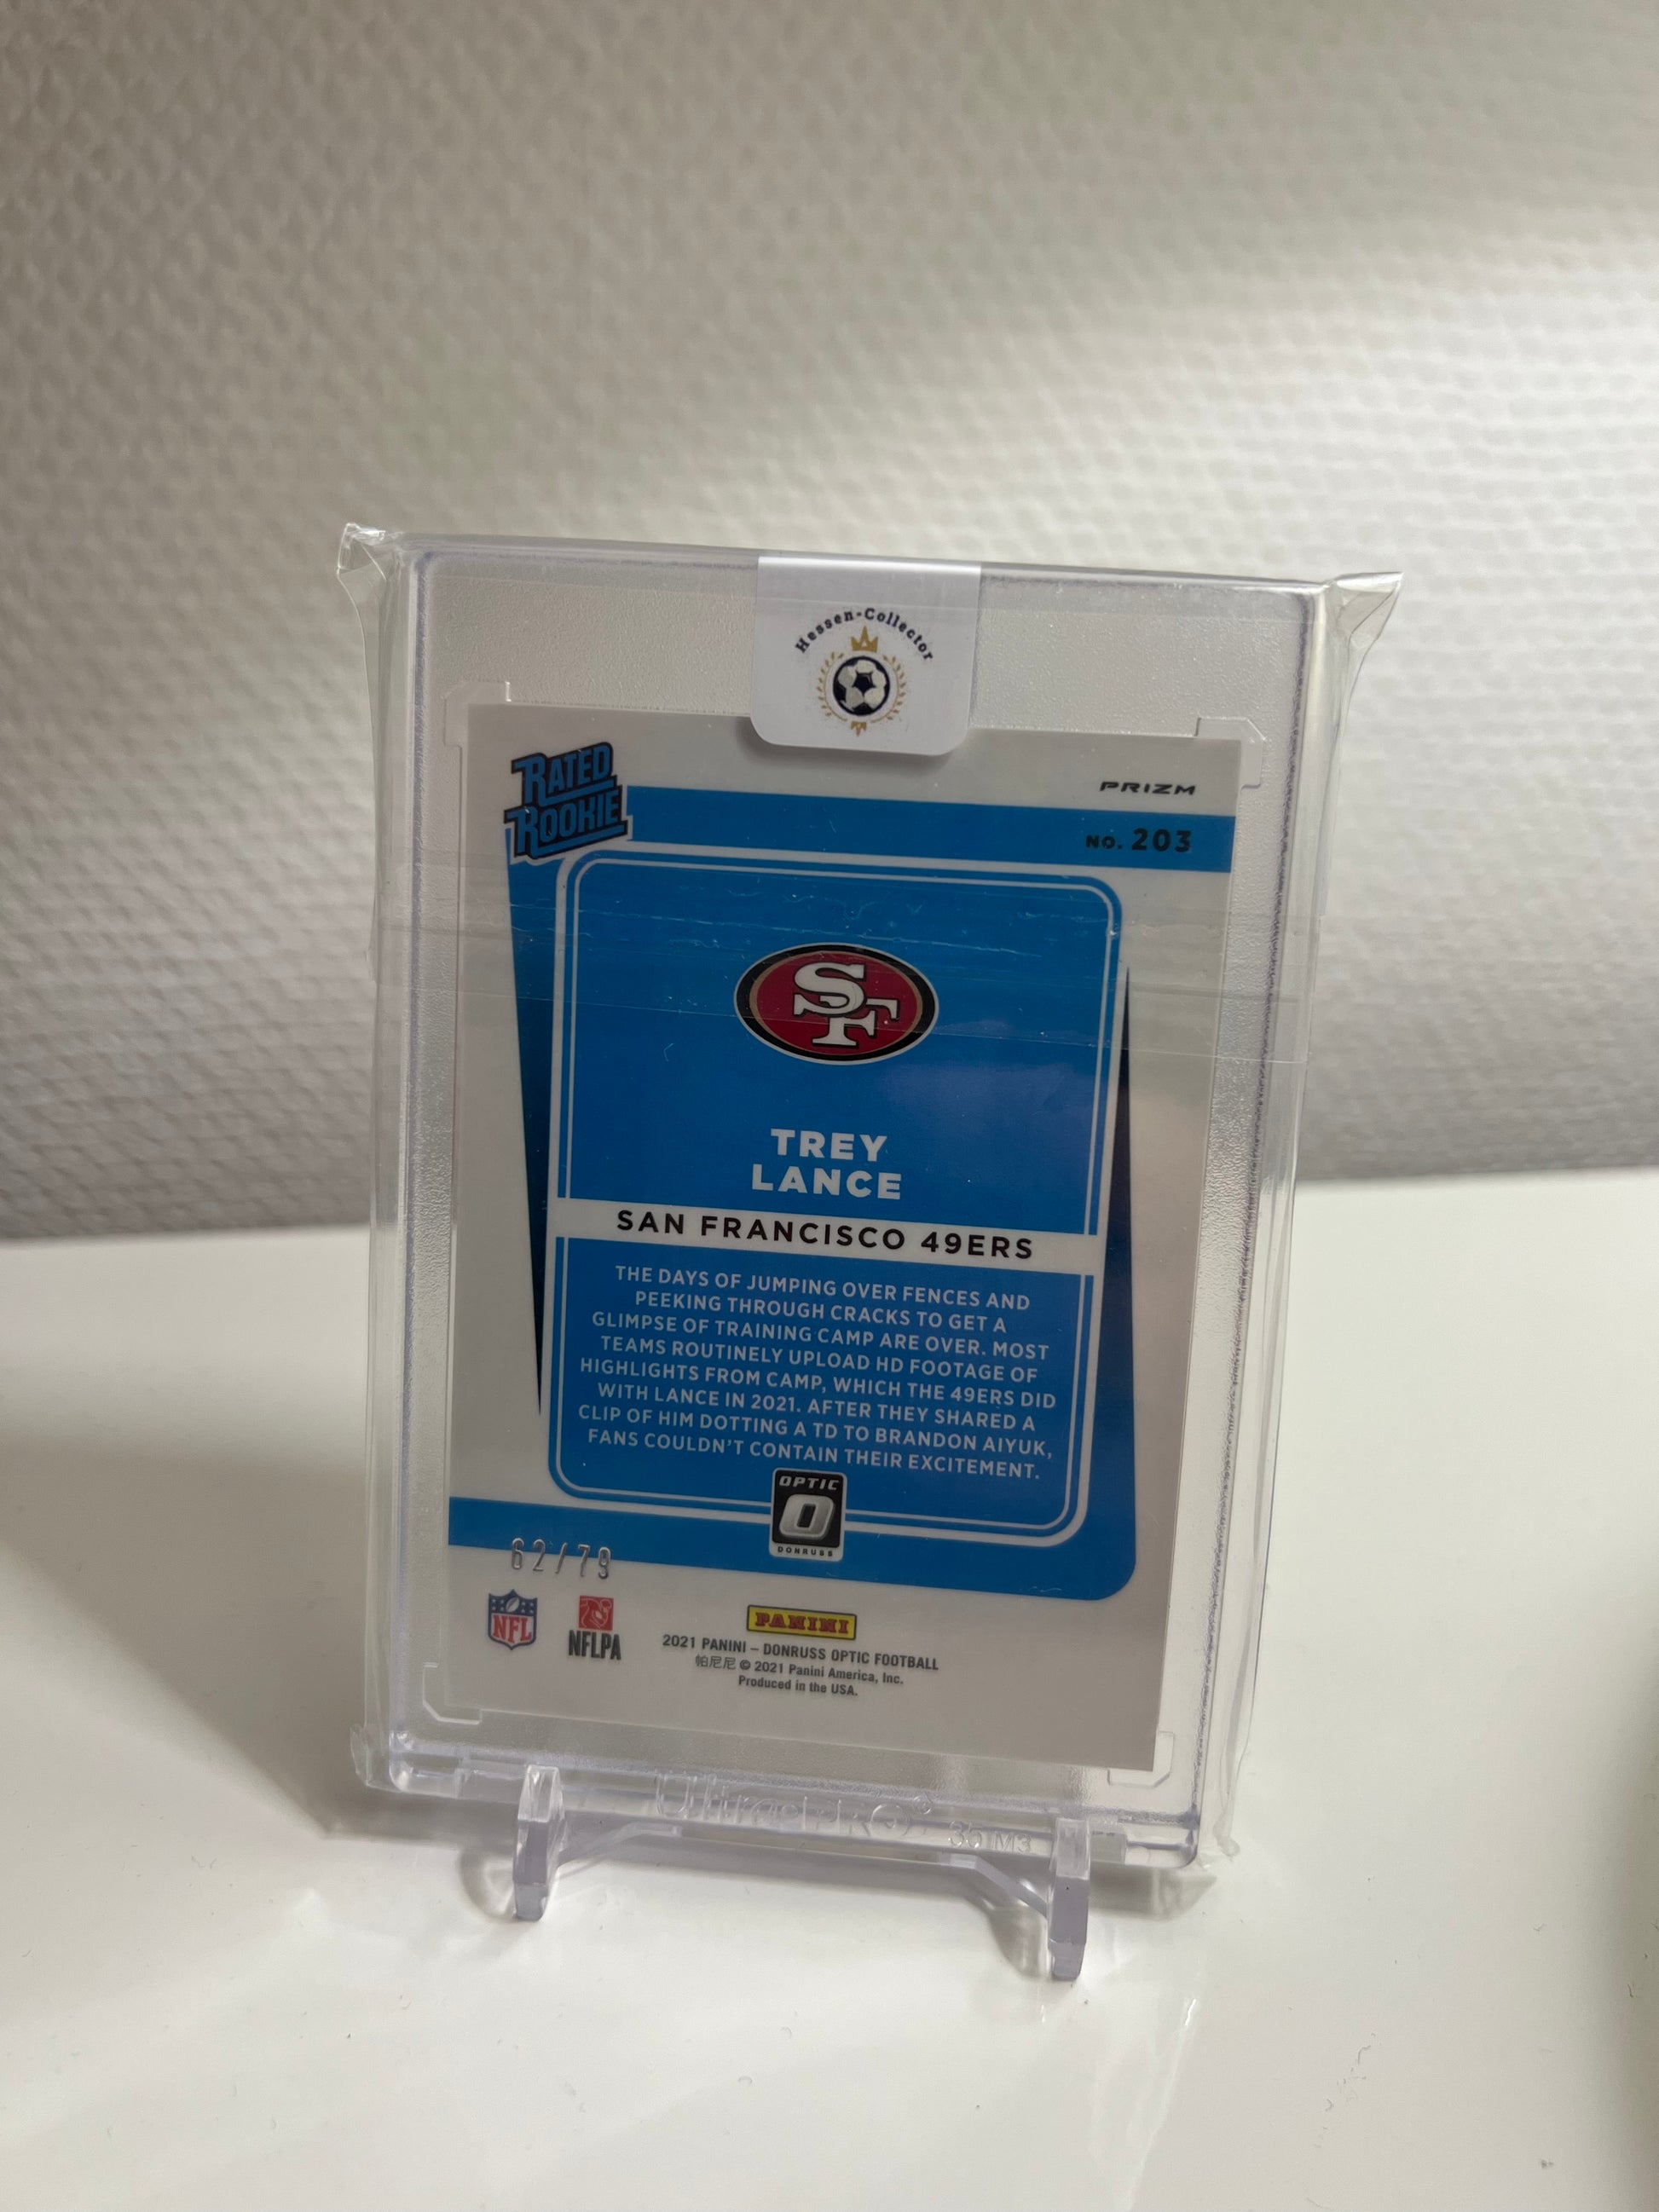 Hessen-Collector
RATED
ROOKIE
PRIZM
NO. 203
SF
TREY
LANCE
SAN FRANCISCO 49ERS
THE DAYS OF JUMPING OVER FENCES AND
PEEKING THROUGH CRACKS TO GET A
GLIMPSE OF TRAINING CAMP ARE OVER. MOST
TEAMS ROUTINELY UPLOAD HD FOOTAGE OF
HIGHLIGHTS FROM CAMP, WHICH THE 49ERS DID
WITH LANCE IN 2021. AFTER THEY SHARED A
CLIP OF HIM DOTTING A TD TO BRANDON AIYUK,
FANS COULDN'T CONTAIN THEIR EXCITEMENT.
OPTIC
O
DONRUSS
62/79
NFL
NFLPA
PANINI
2021 PANINI – DONRUSS OPTIC FOOTBALL
帕尼尼 © 2021 Panini America, Inc.
Produced in the USA.
Ultra•PRO®